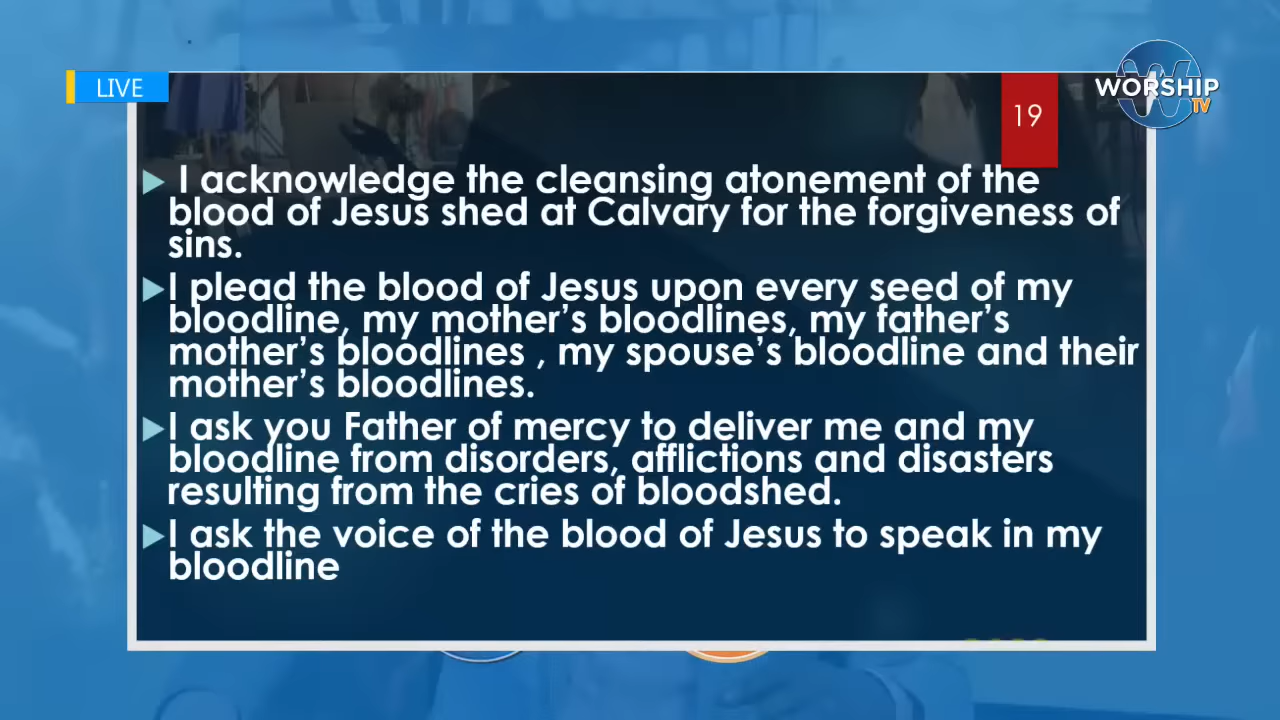 LIVE
WORSHIP
TV
19
I acknowledge the cleansing atonement of the
blood of Jesus shed at Calvary for the forgiveness of
sins.
I plead the blood of Jesus upon every seed of my
bloodline, my mother’s bloodlines, my father’s
mother’s bloodlines , my spouse’s bloodline and their
mother’s bloodlines.
I ask you Father of mercy to deliver me and my
bloodline from disorders, afflictions and disasters
resulting from the cries of bloodshed.
I ask the voice of the blood of Jesus to speak in my
bloodline